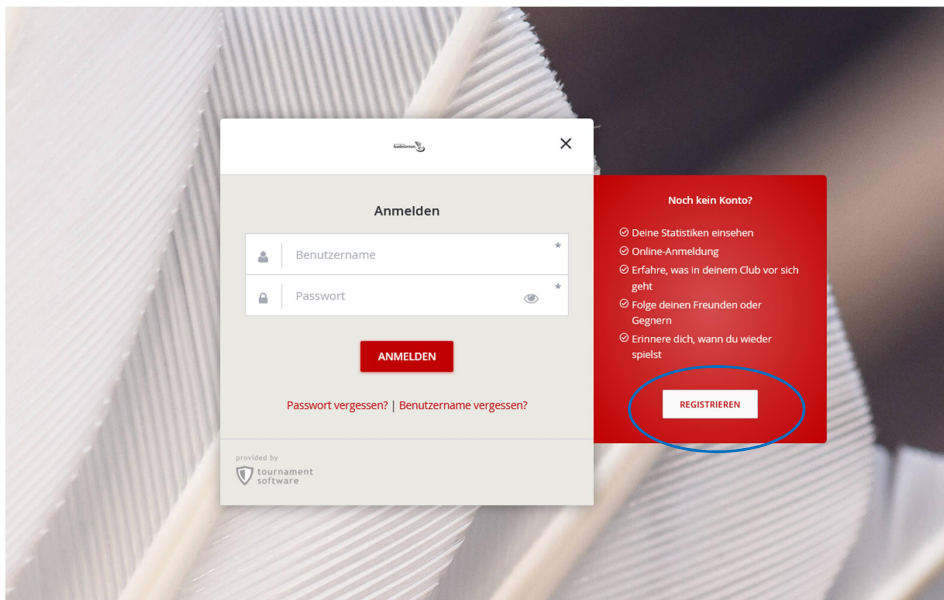 Anmelden
Benutzername *
Passwort *
ANMELDEN
Passwort vergessen? | Benutzername vergessen?
provided by
tournament
software
Noch kein Konto?
Deine Statistiken einsehen
Online-Anmeldung
Erfahre, was in deinem Club vor sich
geht
Folge deinen Freunden oder
Gegnern
Erinnere dich, wann du wieder
spielst
REGISTRIEREN